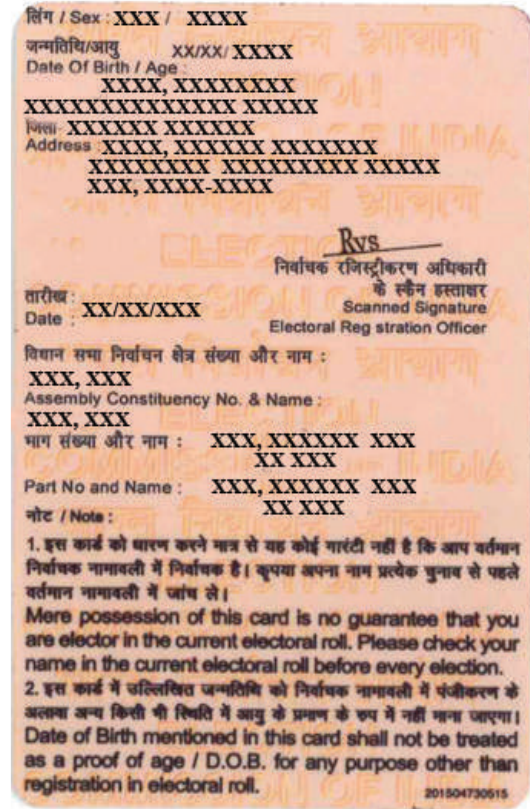 लिंग / Sex : XXX / XXXX
जन्मतिथि/आयु XX/XX/ XXXX
Date Of Birth / Age :
XXXX, XXXXXXXX
XXXXXXXXXXXXXX XXXXX
जिला- XXXXXX XXXXXX
Address : XXXX, XXXXXX XXXXXXX
XXXXXXXX XXXXXXXXXX XXXXX
XXX, XXXX-XXXX
Rvs
निर्वाचक रजिस्ट्रीकरण अधिकारी
के स्कैन हस्ताक्षर
तारीख :
Date : XX/XX/XXX
Scanned Signature
Electoral Reg stration Officer
विधान सभा निर्वाचन क्षेत्र संख्या और नाम :
XXX, XXX
Assembly Constituency No. & Name :
XXX, XXX
भाग संख्या और नाम : XXX, XXXXXX XXX
XX XXX
Part No and Name : XXX, XXXXXX XXX
XX XXX
नोट / Note :
1. इस कार्ड को धारण करने मात्र से यह कोई गारंटी नहीं है कि आप वर्तमान
निर्वाचक नामावली में निर्वाचक है। कृपया अपना नाम प्रत्येक चुनाव से पहले
वर्तमान नामावली में जांच ले।
Mere possession of this card is no guarantee that you
are elector in the current electoral roll. Please check your
name in the current electoral roll before every election.
2. इस कार्ड में उल्लिखित जन्मतिथि को निर्वाचक नामावली में पंजीकरण के
अलावा अन्य किसी भी स्थिति में आयु के प्रमाण के रुप में नहीं माना जाएगा।
Date of Birth mentioned in this card shall not be treated
as a proof of age / D.O.B. for any purpose other than
registration in electoral roll.
201504730515